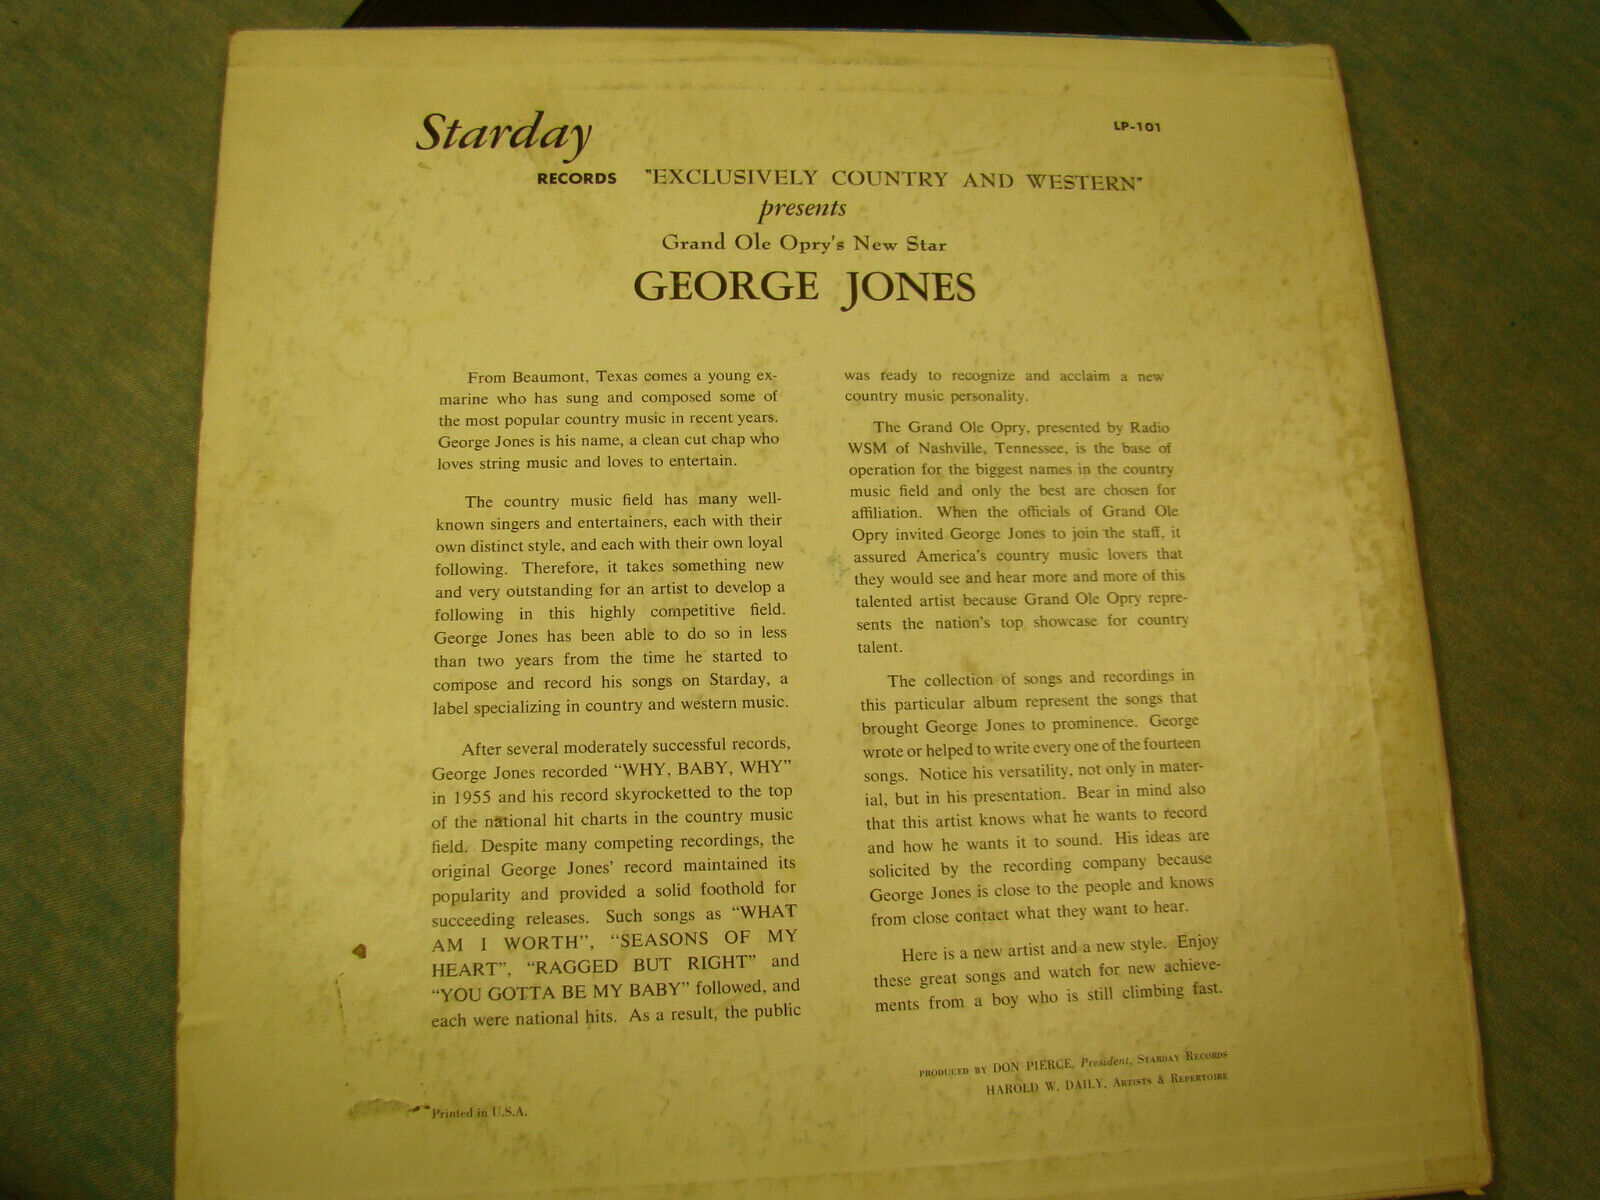 Starday
LP-101
RECORDS "EXCLUSIVELY COUNTRY AND WESTERN"
presents
Grand Ole Opry's New Star
GEORGE JONES
From Beaumont, Texas comes a young ex-
marine who has sung and composed some of
the most popular country music in recent years.
George Jones is his name, a clean cut chap who
loves string music and loves to entertain.
The country music field has many well-
known singers and entertainers, each with their
own distinct style, and each with their own loyal
following. Therefore, it takes something new
and very outstanding for an artist to develop a
following in this highly competitive field.
George Jones has been able to do so in less
than two years from the time he started to
compose and record his songs on Starday, a
label specializing in country and western music.
After several moderately successful records,
George Jones recorded "WHY, BABY, WHY"
in 1955 and his record skyrocketted to the top
of the national hit charts in the country music
field. Despite many competing recordings, the
original George Jones' record maintained its
popularity and provided a solid foothold for
succeeding releases. Such songs as "WHAT
AM I WORTH", "SEASONS OF MY
HEART", "RAGGED BUT RIGHT" and
"YOU GOTTA BE MY BABY" followed, and
each were national hits. As a result, the public
was ready to recognize and acclaim a new
country music personality.
The Grand Ole Opry, presented by Radio
WSM of Nashville, Tennessee, is the base of
operation for the biggest names in the country
music field and only the best are chosen for
affiliation. When the officials of Grand Ole
Opry invited George Jones to join the staff, it
assured America's country music lovers that
they would see and hear more and more of this
talented artist because Grand Ole Opry repre-
sents the nation's top showcase for country
talent.
The collection of songs and recordings in
this particular album represent the songs that
brought George Jones to prominence. George
wrote or helped to write every one of the fourteen
songs. Notice his versatility, not only in mater-
ial, but in his presentation. Bear in mind also
that this artist knows what he wants to record
and how he wants it to sound. His ideas are
solicited by the recording company because
George Jones is close to the people and knows
from close contact what they want to hear.
Here is a new artist and a new style. Enjoy
these great songs and watch for new achieve-
ments from a boy who is still climbing fast.
PRODUCED BY DON PIERCE, President, STARDAY RECORDS
HAROLD W. DAILY, ARTISTS & REPERTOIRE
Printed in U.S.A.